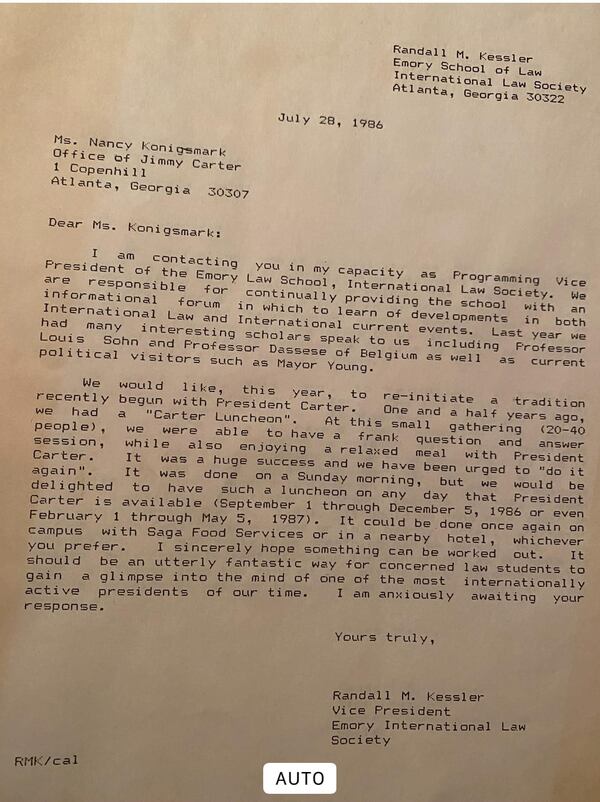 Randall M. Kessler
Emory School of Law
International Law Society
Atlanta, Georgia 30322
July 28, 1986
Ms. Nancy Konigsmark
Office of Jimmy Carter
1 Copenhill
Atlanta, Georgia 30307
Dear Ms. Konigsmark:
I am contacting you in my capacity as Programming Vice
President of the Emory Law School, International Law Society. We
are responsible for continually providing the school with an
informational forum in which to learn of developments in both
International Law and International current events. Last year we
had many interesting scholars speak to us including Professor
Louis Sohn and Professor Dassese of Belgium as well as current
political visitors such as Mayor Young.
We would like, this year, to re-initiate a tradition
recently begun with President Carter. One and a half years ago,
we had a "Carter Luncheon". At this small gathering (20-40
people), we were able to have a frank question and answer
session, while also enjoying a relaxed meal with President
Carter. It was a huge success and we have been urged to "do it
again". It was done on a Sunday morning, but we would be
delighted to have such a luncheon on any day that President
Carter is available (September 1 through December 5, 1986 or even
February 1 through May 5, 1987). It could be done once again on
campus with Saga Food Services or in a nearby hotel, whichever
you prefer. I sincerely hope something can be worked out. It
should be an utterly fantastic way for concerned law students to
gain a glimpse into the mind of one of the most internationally
active presidents of our time. I am anxiously awaiting your
response.
Yours truly,
Randall M. Kessler
Vice President
Emory International Law
Society
RMK/cal
AUTO